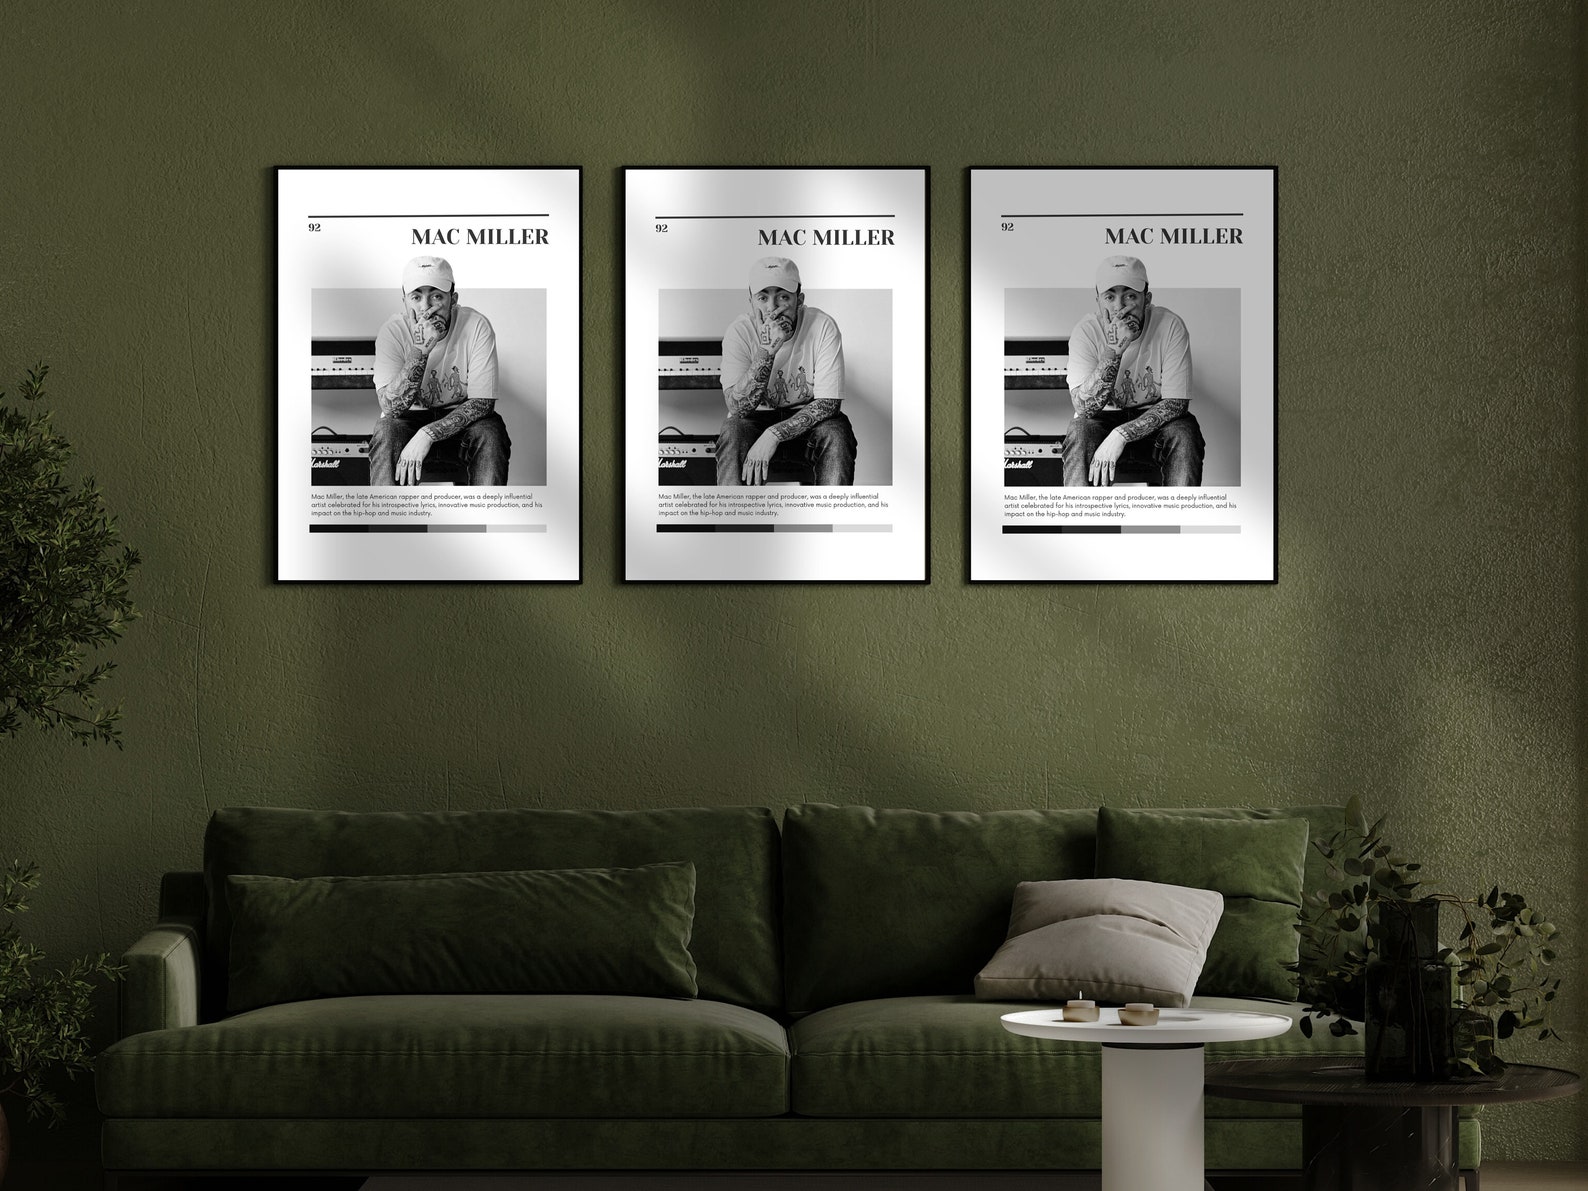 92
MAC MILLER
Marshall
Mac Miller, the late American rapper and producer, was a deeply influential
artist celebrated for his introspective lyrics, innovative music production, and his
impact on the hip-hop and music industry.
92
MAC MILLER
Marshall
Mac Miller, the late American rapper and producer, was a deeply influential
artist celebrated for his introspective lyrics, innovative music production, and his
impact on the hip-hop and music industry.
92
MAC MILLER
Marshall
Mac Miller, the late American rapper and producer, was a deeply influential
artist celebrated for his introspective lyrics, innovative music production, and his
impact on the hip-hop and music industry.